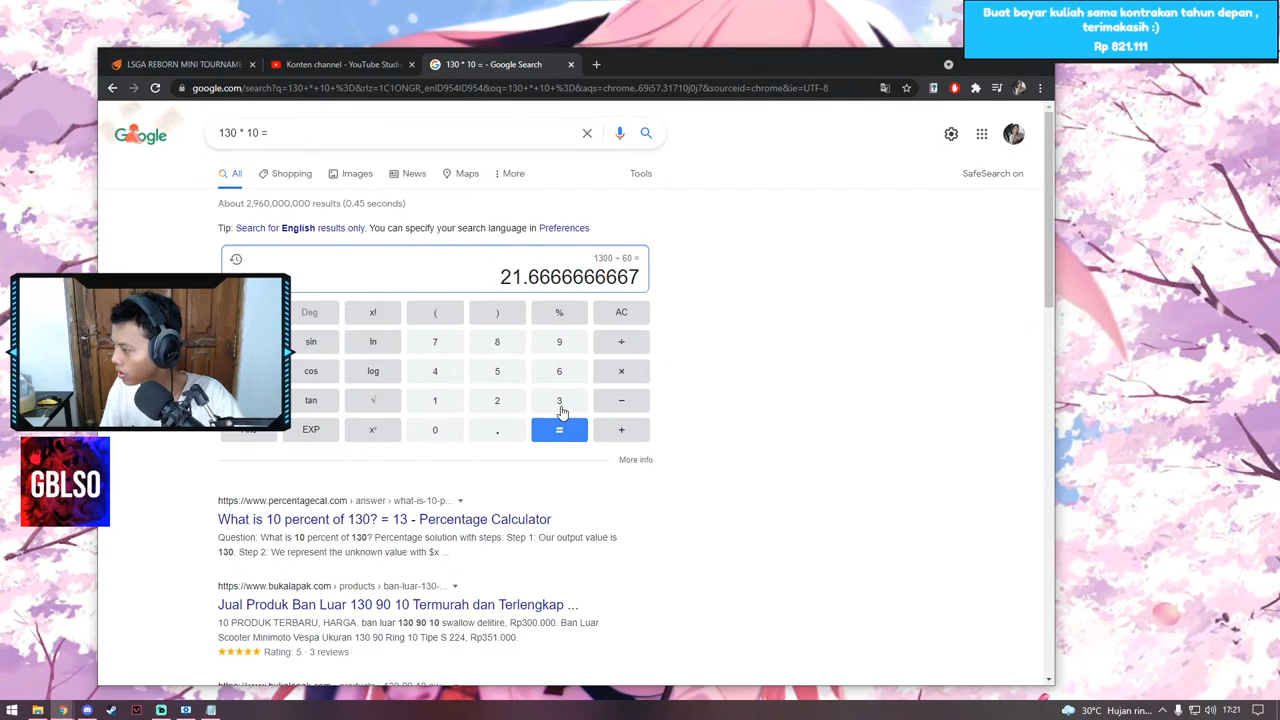 Buat bayar kuliah sama kontrakan tahun depan ,
terimakasih :)
Rp 821.111
LSGA REBORN MINI TOURNAME
Konten channel - YouTube Studi
130 * 10 = - Google Search
google.com/search?q=130+*+10+%3D&rlz=1C1ONGR_enID954ID954&oq=130+*+10+%3D&aqs=chrome..69i57.31710j0j7&sourceid=chrome&ie=UTF-8
Google
130 * 10 =
All
Shopping
Images
News
Maps
More
Tools
SafeSearch on
About 2,960,000,000 results (0.45 seconds)
Tip: Search for English results only. You can specify your search language in Preferences
1300 ÷ 60 =
21.6666666667
Deg x! ( ) % AC
sin ln 7 8 9 ÷
cos log 4 5 6 ×
tan √ 1 2 3 −
EXP 0 . = +
More info
https://www.percentagecal.com › answer › what-is-10-p...
What is 10 percent of 130? = 13 - Percentage Calculator
Question: What is 10 percent of 130? Percentage solution with steps: Step 1: Our output value is
130. Step 2: We represent the unknown value with $x ...
https://www.bukalapak.com › products › ban-luar-130-...
Jual Produk Ban Luar 130 90 10 Termurah dan Terlengkap ...
10 PRODUK TERBARU, HARGA. ban luar 130 90 10 swallow delitire, Rp300.000. Ban Luar
Scooter Minimoto Vespa Ukuran 130 90 Ring 10 Tipe S 224, Rp351.000.
Rating: 5 · 3 reviews
GBLSO
30°C Hujan rin...
17:21